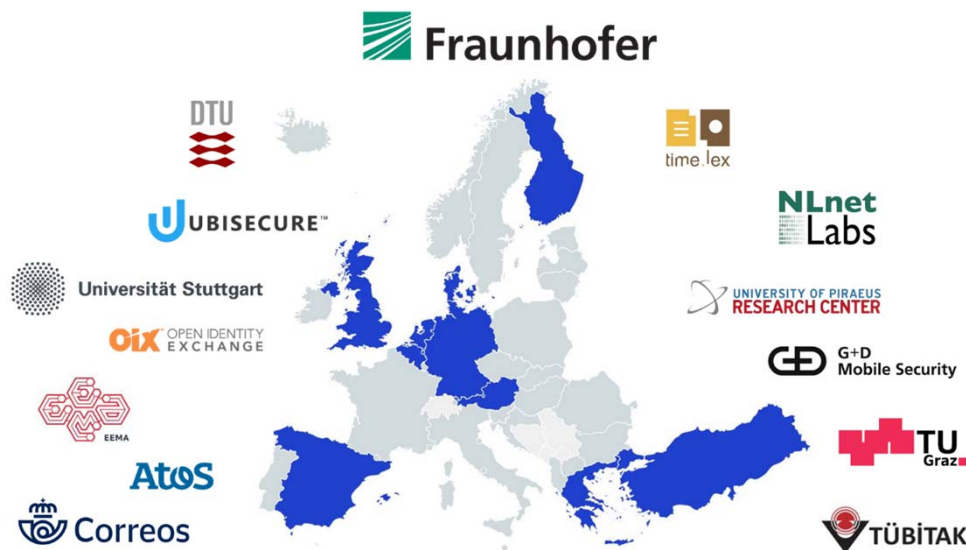 Fraunhofer
DTU
time.lex
UBISECURE™
NLnet
Labs
Universität Stuttgart
UNIVERSITY OF PIRAEUS
RESEARCH CENTER
OIX OPEN IDENTITY
EXCHANGE
G+D
Mobile Security
EEMA
TU
Graz
Atos
Correos
TÜBİTAK